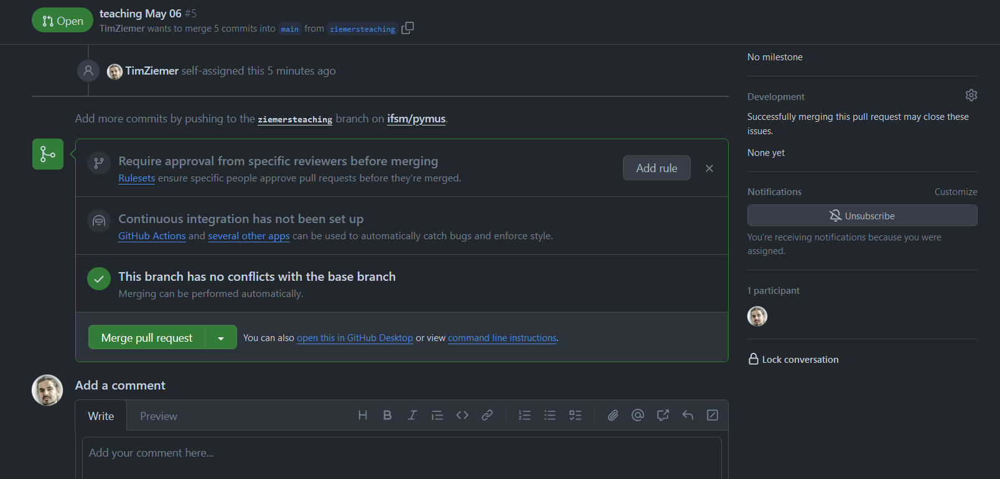 Open
teaching May 06 #5
TimZiemer wants to merge 5 commits into main from ziemersteaching
TimZiemer self-assigned this 5 minutes ago
Add more commits by pushing to the ziemersteaching branch on ifsm/pymus.
Require approval from specific reviewers before merging
Rulesets ensure specific people approve pull requests before they're merged.
Add rule
Continuous integration has not been set up
GitHub Actions and several other apps can be used to automatically catch bugs and enforce style.
This branch has no conflicts with the base branch
Merging can be performed automatically.
Merge pull request
You can also open this in GitHub Desktop or view command line instructions.
Add a comment
Write
Preview
Add your comment here...
No milestone
Development
Successfully merging this pull request may close these
issues.
None yet
Notifications
Customize
Unsubscribe
You're receiving notifications because you were
assigned.
1 participant
Lock conversation